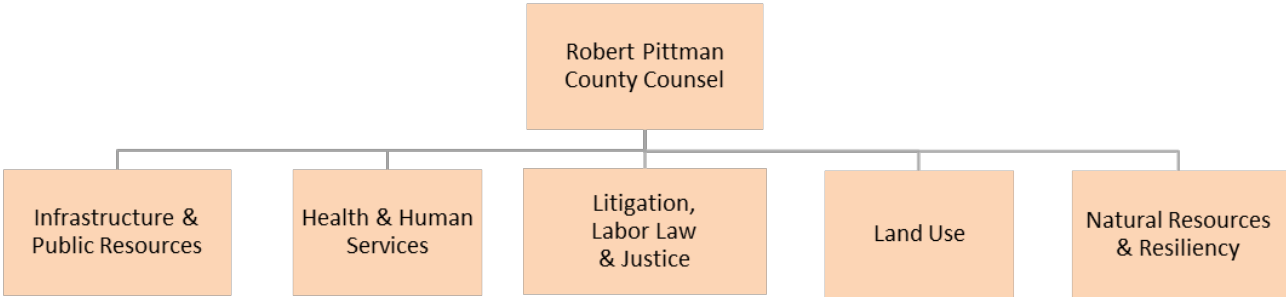 Robert Pittman
County Counsel
Infrastructure &
Public Resources
Health & Human
Services
Litigation,
Labor Law
& Justice
Land Use
Natural Resources
& Resiliency